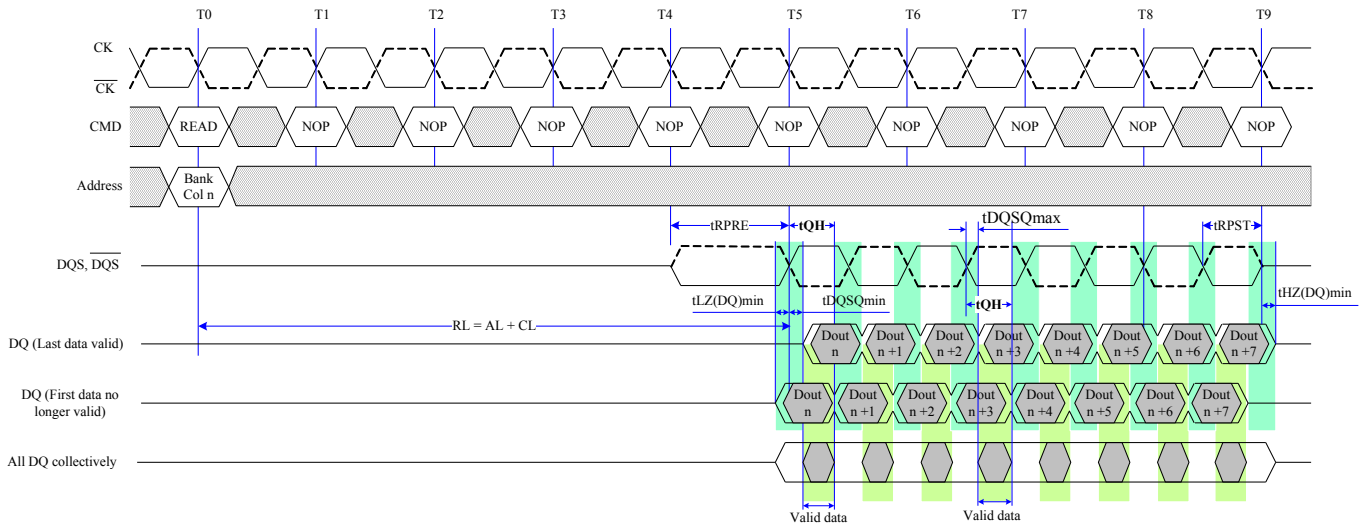 T0 T1 T2 T3 T4 T5 T6 T7 T8 T9
CK
CK
CMD READ NOP NOP NOP NOP NOP NOP NOP NOP NOP
Address Bank
Col n
tRPRE tQH tDQSQmax tRPST
DQS, DQS
tLZ(DQ)min tDQSQmin tQH tHZ(DQ)min
RL = AL + CL
DQ (Last data valid) Dout Dout Dout Dout Dout Dout Dout Dout
n n +1 n +2 n +3 n +4 n +5 n +6 n +7
DQ (First data no Dout Dout Dout Dout Dout Dout Dout Dout
longer valid) n n +1 n +2 n +3 n +4 n +5 n +6 n +7
All DQ collectively
Valid data Valid data